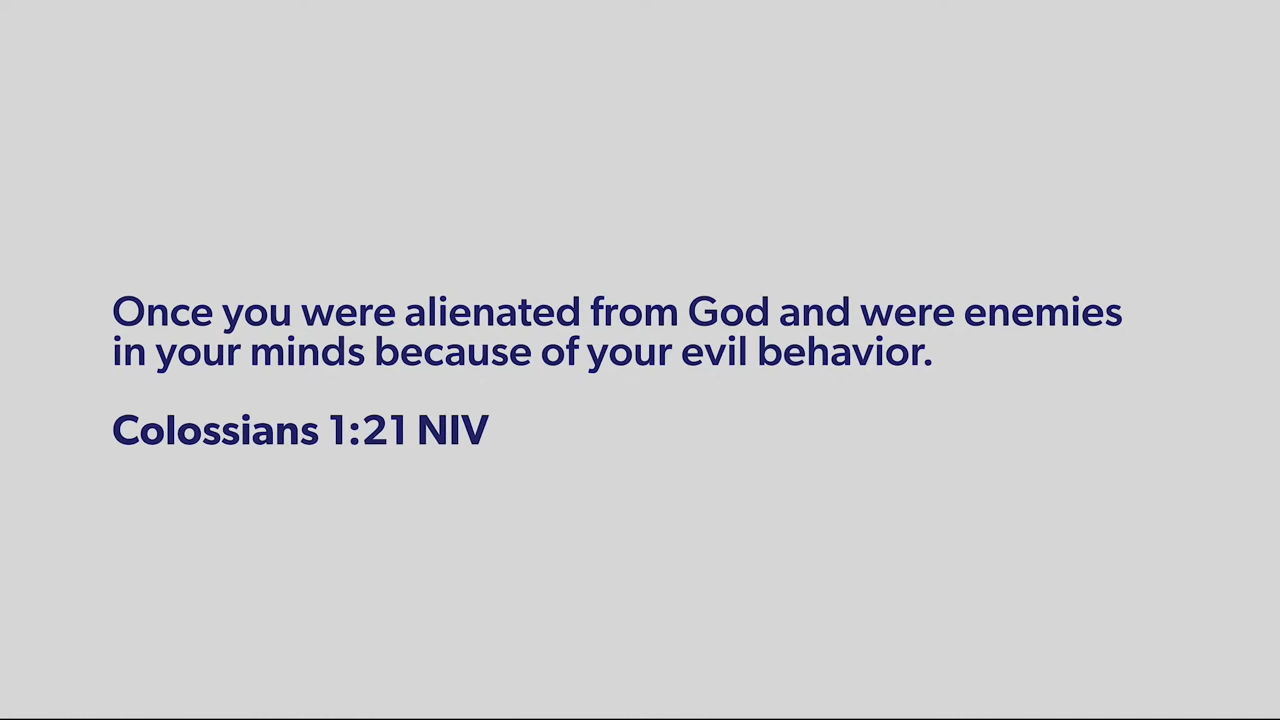 Once you were alienated from God and were enemies
in your minds because of your evil behavior.
Colossians 1:21 NIV